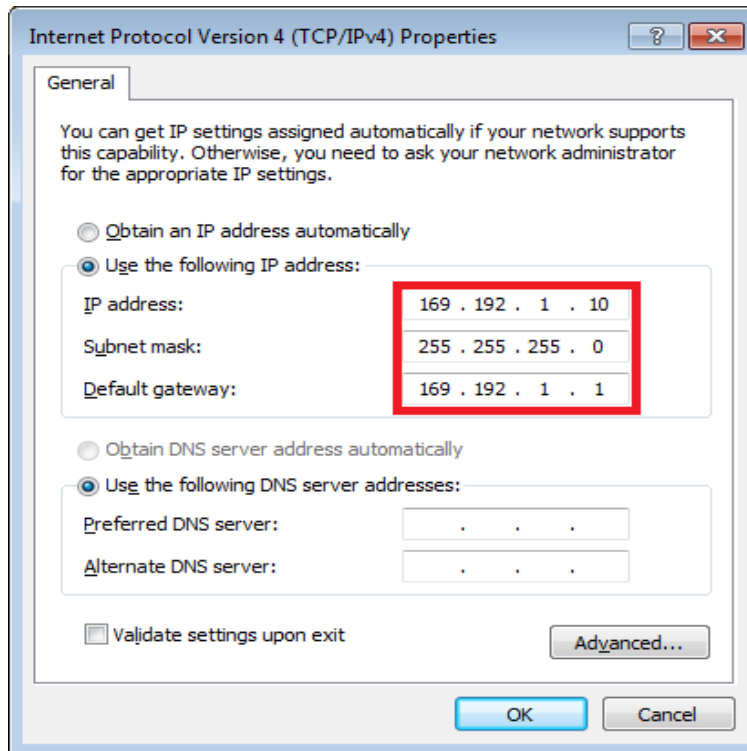 Internet Protocol Version 4 (TCP/IPv4) Properties
General
You can get IP settings assigned automatically if your network supports
this capability. Otherwise, you need to ask your network administrator
for the appropriate IP settings.
Obtain an IP address automatically
Use the following IP address:
IP address: 169 . 192 . 1 . 10
Subnet mask: 255 . 255 . 255 . 0
Default gateway: 169 . 192 . 1 . 1
Obtain DNS server address automatically
Use the following DNS server addresses:
Preferred DNS server: . . .
Alternate DNS server: . . .
Validate settings upon exit
Advanced...
OK Cancel